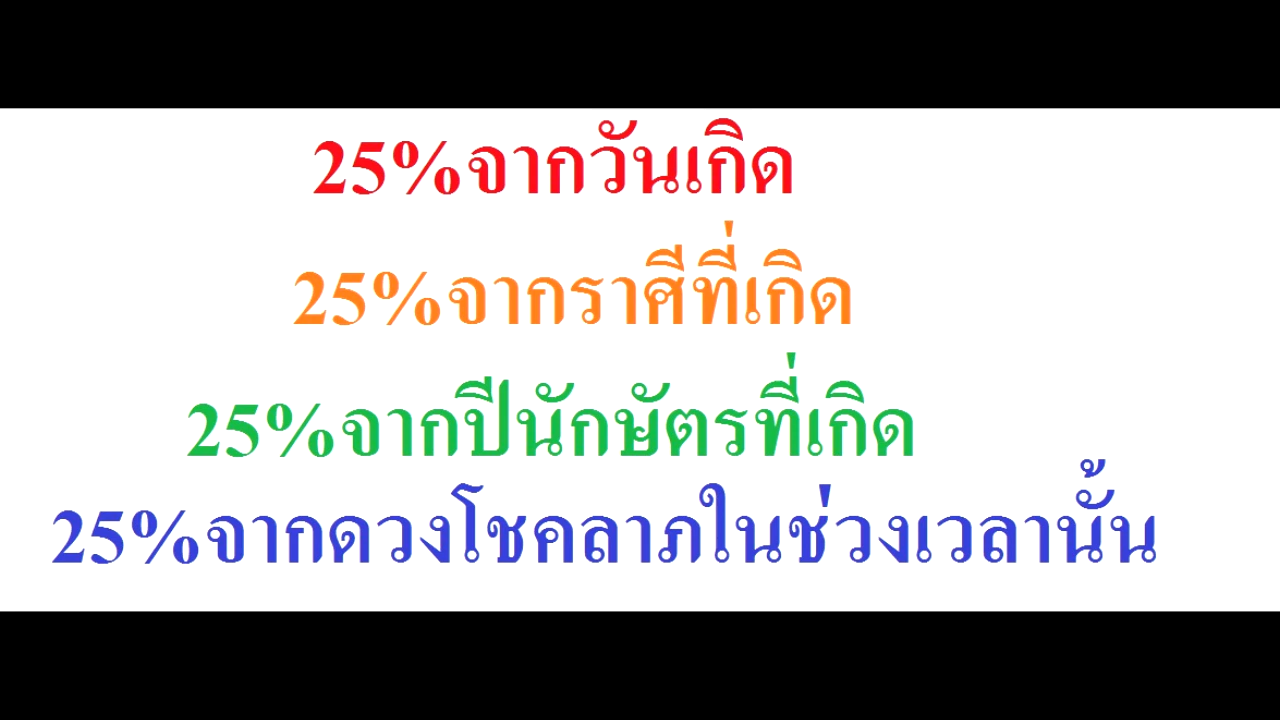 25%จากวันเกิด
25%จากราศีที่เกิด
25%จากปีนักษัตรที่เกิด
25%จากดวงโชคลาภในช่วงเวลานั้น